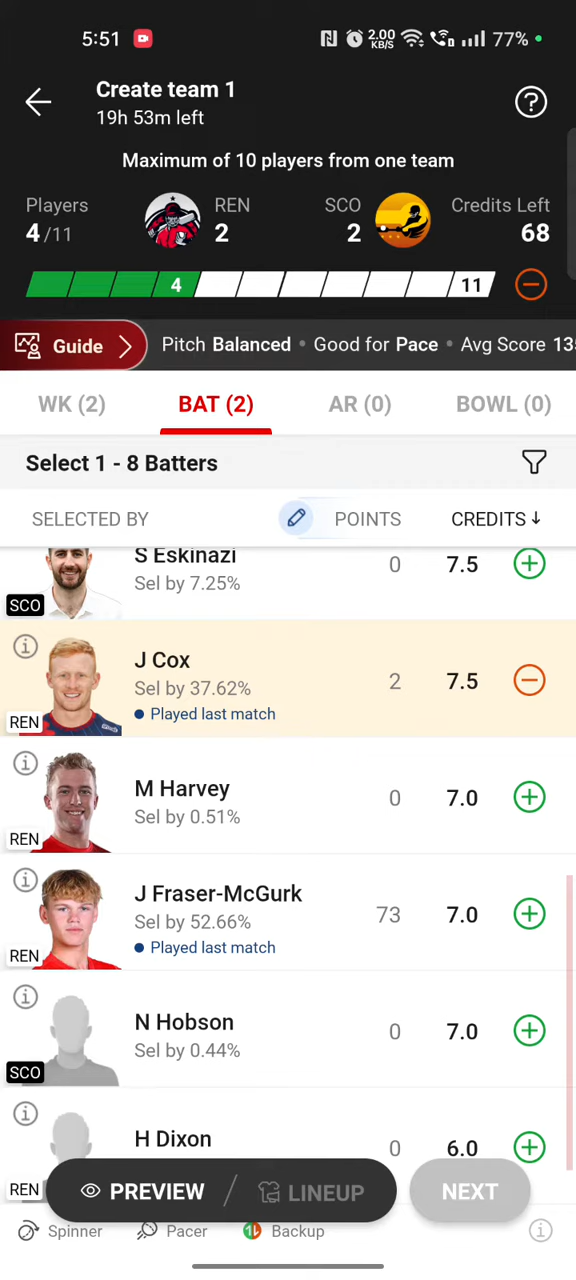 5:51
2.00
KB/S
77%
Create team 1
19h 53m left
Maximum of 10 players from one team
Players
4/11
REN
2
SCO
2
Credits Left
68
4
11
Guide
Pitch Balanced • Good for Pace • Avg Score 135
WK (2)
BAT (2)
AR (0)
BOWL (0)
Select 1 - 8 Batters
SELECTED BY
POINTS
CREDITS ↓
S Eskinazi
Sel by 7.25%
0
7.5
SCO
J Cox
Sel by 37.62%
Played last match
2
7.5
REN
M Harvey
Sel by 0.51%
0
7.0
REN
J Fraser-McGurk
Sel by 52.66%
Played last match
73
7.0
REN
N Hobson
Sel by 0.44%
0
7.0
SCO
H Dixon
0
6.0
REN
PREVIEW
LINEUP
NEXT
Spinner
Pacer
Backup